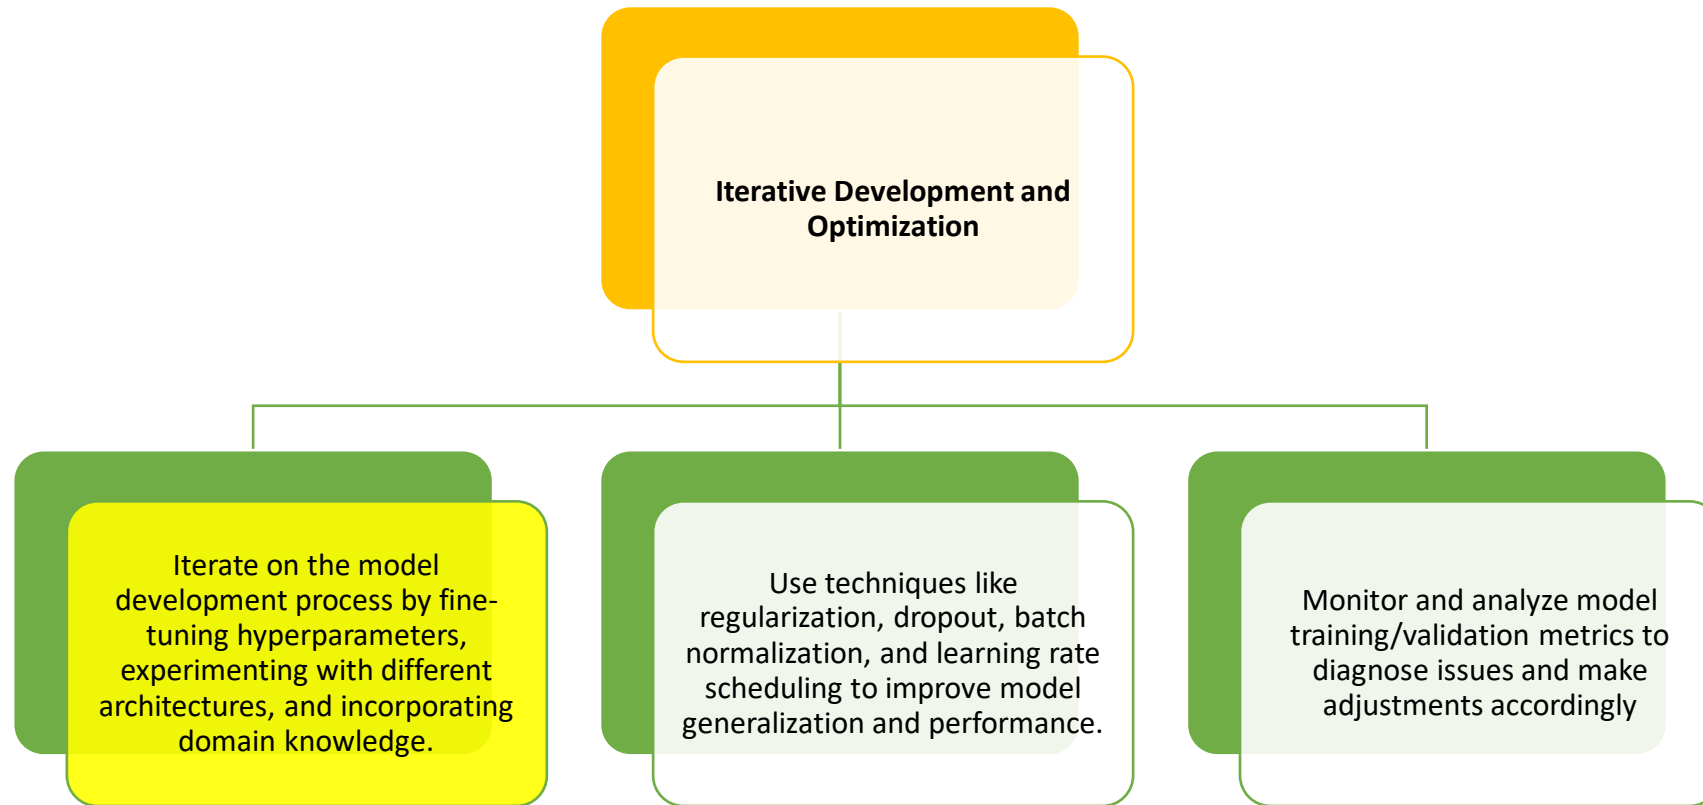 Iterative Development and
Optimization
Iterate on the model
development process by fine-
tuning hyperparameters,
experimenting with different
architectures, and incorporating
domain knowledge.
Use techniques like
regularization, dropout, batch
normalization, and learning rate
scheduling to improve model
generalization and performance.
Monitor and analyze model
training/validation metrics to
diagnose issues and make
adjustments accordingly